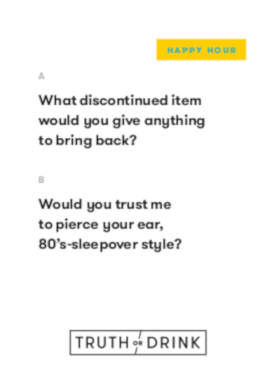 HAPPY HOUR
A
What discontinued item
would you give anything
to bring back?
B
Would you trust me
to pierce your ear,
80's-sleepover style?
TRUTH OR DRINK